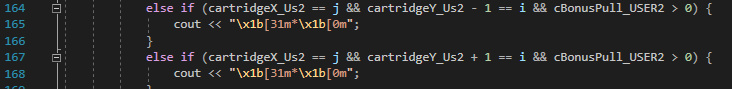 164 else if (cartridgeX_Us2 == j && cartridgeY_Us2 - 1 == i && cBonusPull_USER2 > 0) {
165 cout << "\x1b[31m*\x1b[0m";
166 }
167 else if (cartridgeX_Us2 == j && cartridgeY_Us2 + 1 == i && cBonusPull_USER2 > 0) {
168 cout << "\x1b[31m*\x1b[0m";